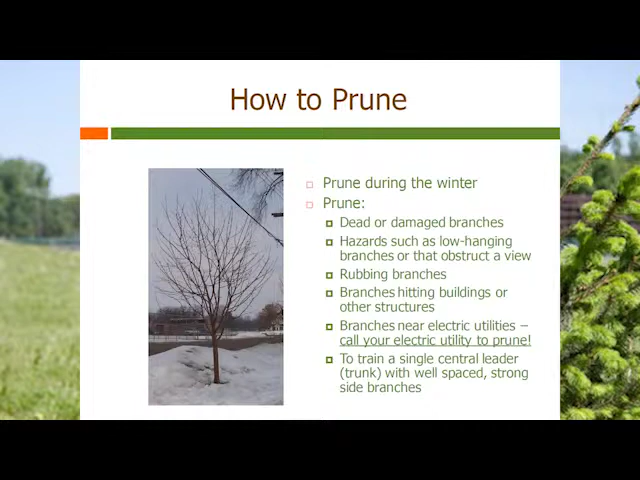 How to Prune
Prune during the winter
Prune:
Dead or damaged branches
Hazards such as low-hanging
branches or that obstruct a view
Rubbing branches
Branches hitting buildings or
other structures
Branches near electric utilities –
call your electric utility to prune!
To train a single central leader
(trunk) with well spaced, strong
side branches